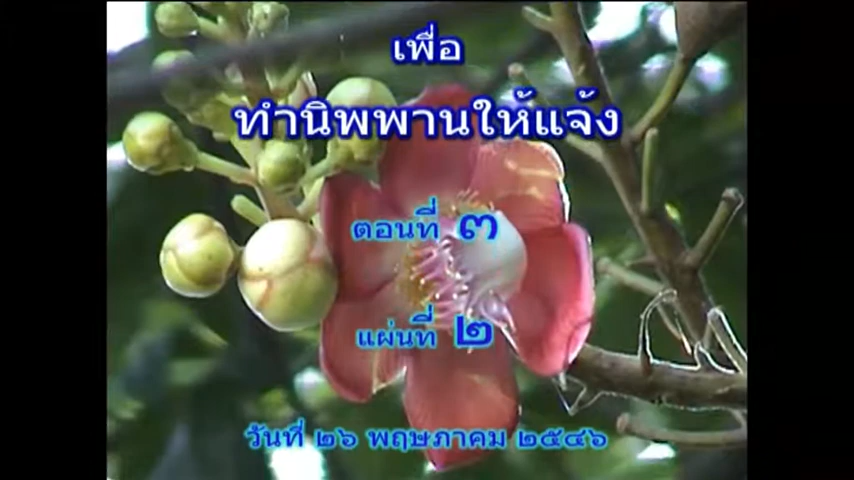 เพื่อ
ทำนิพพานให้แจ้ง
ตอนที่ ๓
แผ่นที่ ๒
วันที่ ๒๖ พฤษภาคม ๒๕๔๖